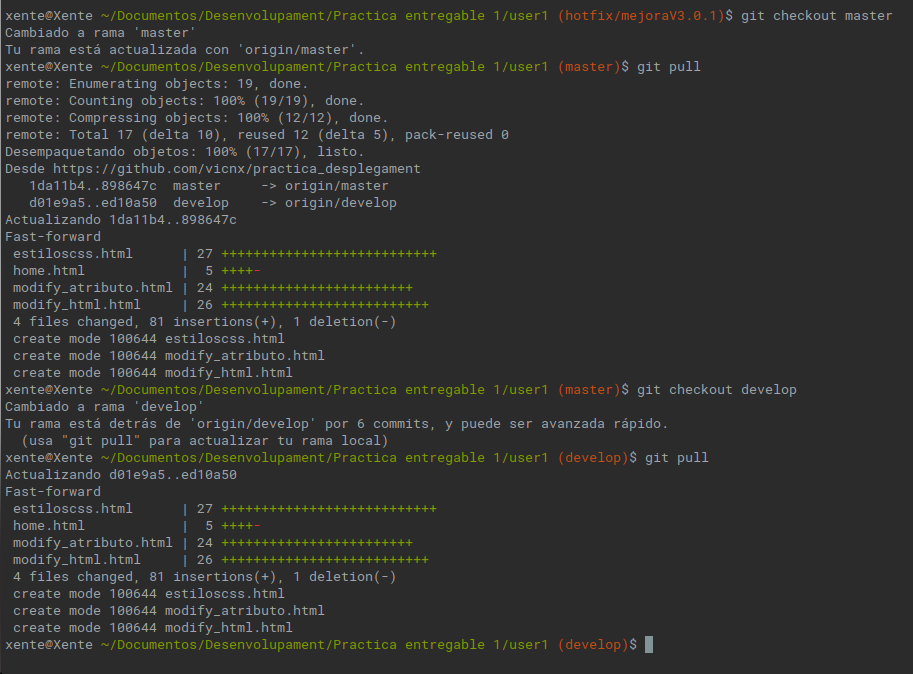 xente@Xente ~/Documentos/Desenvolupament/Practica entregable 1/user1 (hotfix/mejoraV3.0.1)$ git checkout master
Cambiado a rama 'master'
Tu rama está actualizada con 'origin/master'.
xente@Xente ~/Documentos/Desenvolupament/Practica entregable 1/user1 (master)$ git pull
remote: Enumerating objects: 19, done.
remote: Counting objects: 100% (19/19), done.
remote: Compressing objects: 100% (12/12), done.
remote: Total 17 (delta 10), reused 12 (delta 5), pack-reused 0
Desempaquetando objetos: 100% (17/17), listo.
Desde https://github.com/vicnx/practica_desplegament
   1da11b4..898647c  master     -> origin/master
   d01e9a5..ed10a50  develop    -> origin/develop
Actualizando 1da11b4..898647c
Fast-forward
 estiloscss.html      | 27 +++++++++++++++++++++++++++
 home.html            |  5 ++++-
 modify_atributo.html | 24 ++++++++++++++++++++++++
 modify_html.html     | 26 ++++++++++++++++++++++++++
 4 files changed, 81 insertions(+), 1 deletion(-)
 create mode 100644 estiloscss.html
 create mode 100644 modify_atributo.html
 create mode 100644 modify_html.html
xente@Xente ~/Documentos/Desenvolupament/Practica entregable 1/user1 (master)$ git checkout develop
Cambiado a rama 'develop'
Tu rama está detrás de 'origin/develop' por 6 commits, y puede ser avanzada rápido.
  (usa "git pull" para actualizar tu rama local)
xente@Xente ~/Documentos/Desenvolupament/Practica entregable 1/user1 (develop)$ git pull
Actualizando d01e9a5..ed10a50
Fast-forward
 estiloscss.html      | 27 +++++++++++++++++++++++++++
 home.html            |  5 ++++-
 modify_atributo.html | 24 ++++++++++++++++++++++++
 modify_html.html     | 26 ++++++++++++++++++++++++++
 4 files changed, 81 insertions(+), 1 deletion(-)
 create mode 100644 estiloscss.html
 create mode 100644 modify_atributo.html
 create mode 100644 modify_html.html
xente@Xente ~/Documentos/Desenvolupament/Practica entregable 1/user1 (develop)$